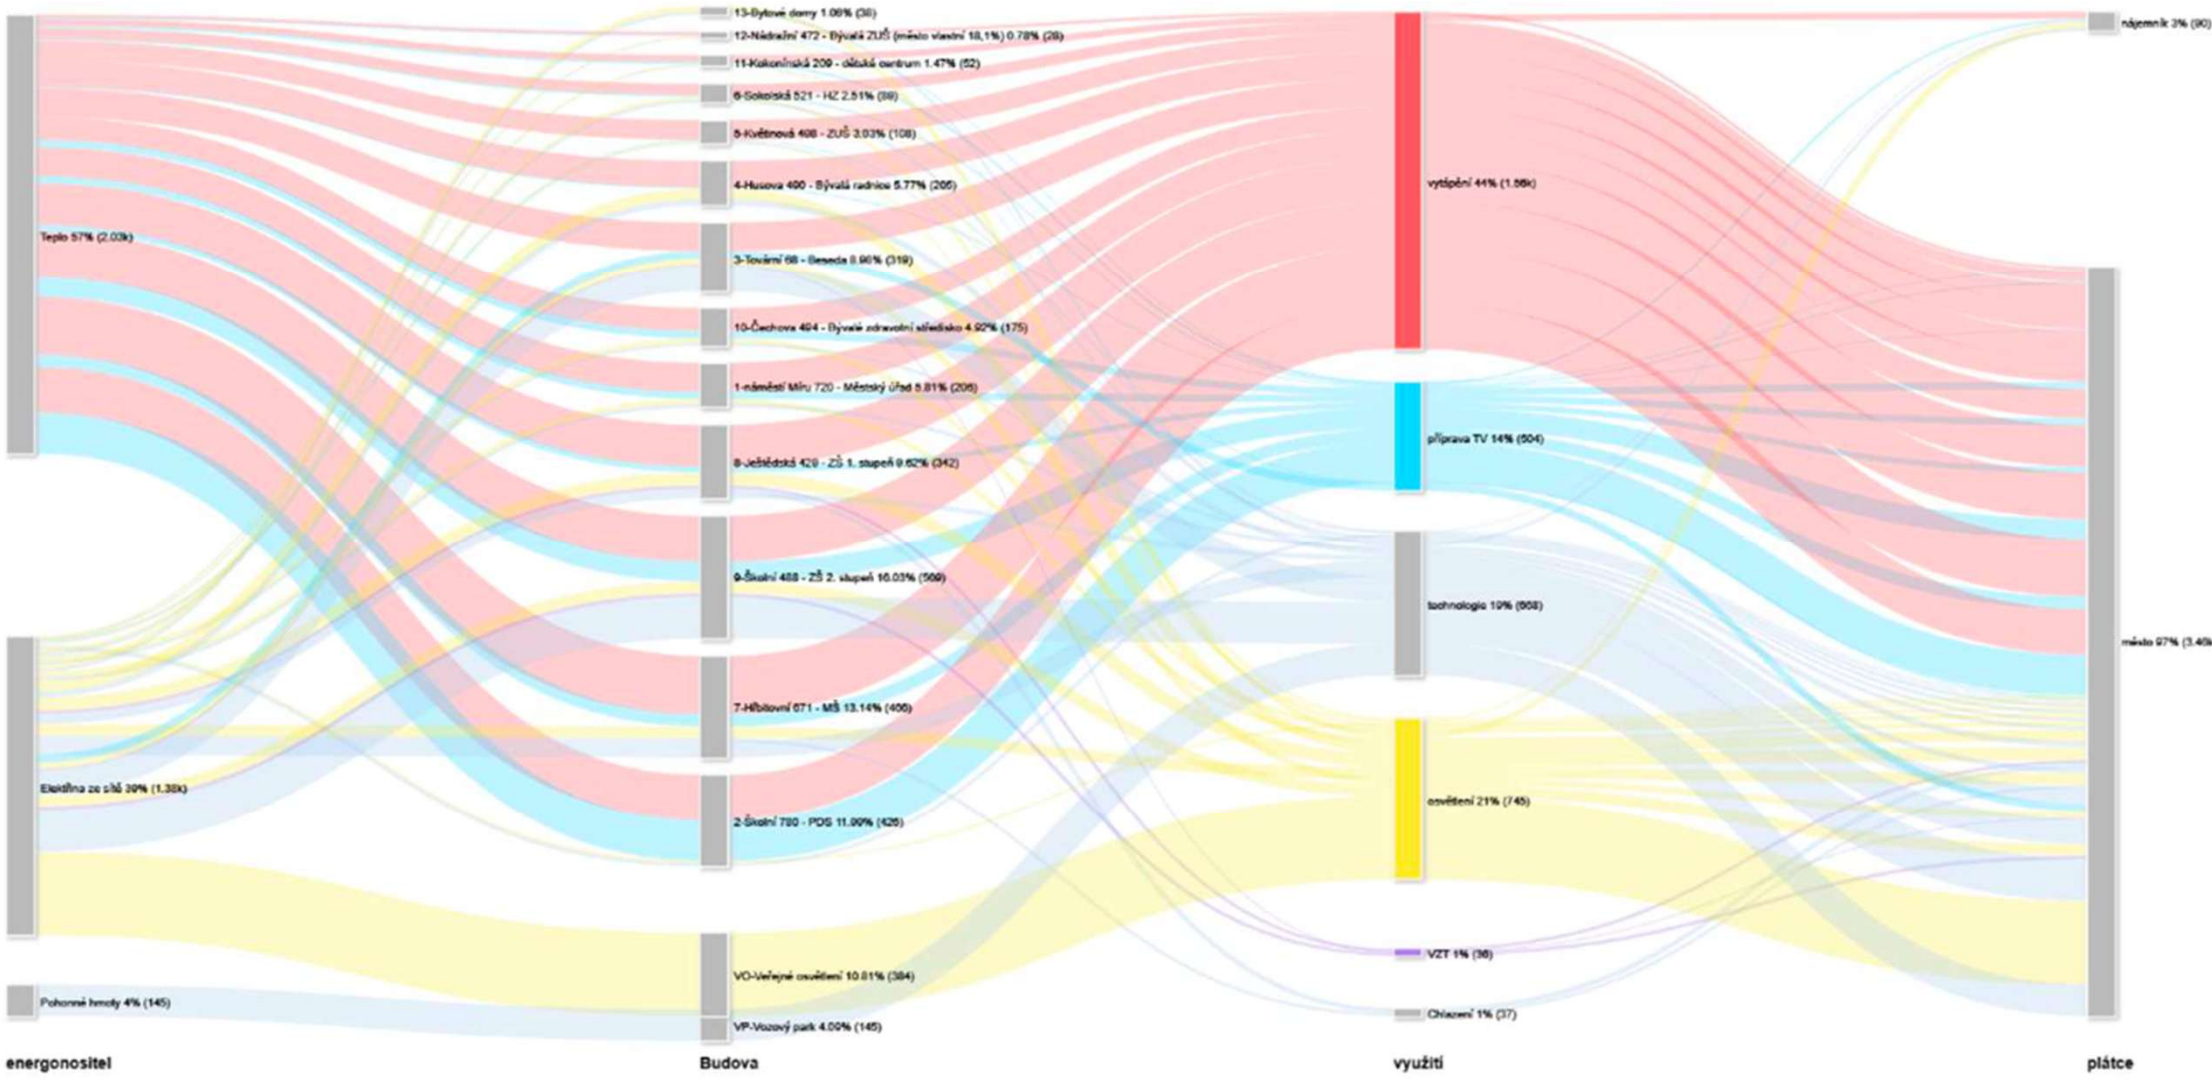 Teplo 57% (2.03k)
Elektřina ze sítě 39% (1.38k)
Pohonné hmoty 4% (145)
energonositel
13-Bytové domy 1.06% (38)
12-Nádražní 472 - Bývalá ZUŠ (město vlastní 18,1%) 0.78% (28)
11-Kokonínská 209 - dětské centrum 1.47% (52)
6-Sokolská 521 - HZ 2.51% (89)
5-Květinová 498 - ZUŠ 3.03% (108)
4-Husova 490 - Bývalá radnice 5.77% (205)
3-Tovární 68 - Beseda 8.98% (319)
10-Čechova 494 - Bývalé zdravotní středisko 4.92% (175)
1-náměstí Míru 720 - Městský úřad 5.81% (206)
8-Ještědská 420 - ZŠ 1. stupeň 9.62% (342)
9-Školní 488 - ZŠ 2. stupeň 16.03% (569)
7-Hřbitovní 671 - MŠ 13.14% (466)
2-Školní 780 - PDS 11.99% (426)
VO-Veřejné osvětlení 10.81% (384)
VP-Vozový park 4.09% (145)
Budova
vytápění 44% (1.56k)
příprava TV 14% (504)
technologie 19% (668)
osvětlení 21% (745)
VZT 1% (36)
Chlazení 1% (37)
využití
nájemník 3% (90)
město 97% (3.46k
plátce